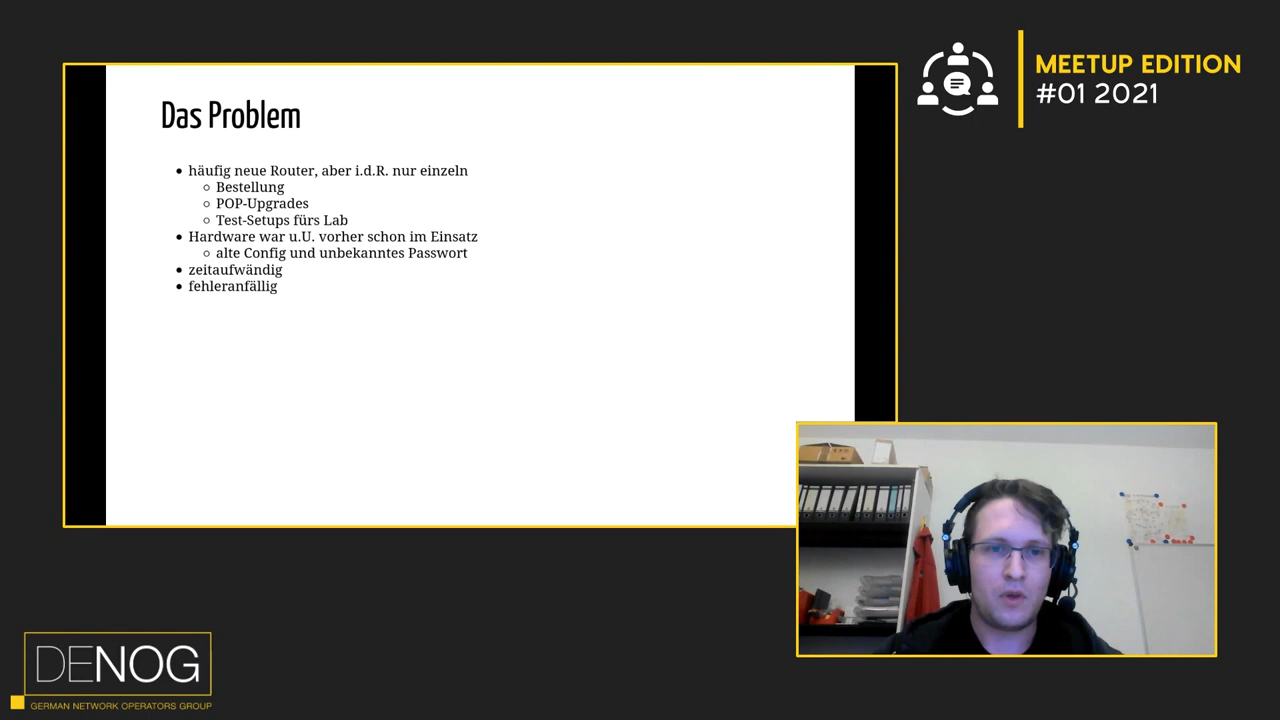 MEETUP EDITION
#01 2021
Das Problem
häufig neue Router, aber i.d.R. nur einzeln
Bestellung
POP-Upgrades
Test-Setups fürs Lab
Hardware war u.U. vorher schon im Einsatz
alte Config und unbekanntes Passwort
zeitaufwändig
fehleranfällig
DENOG
GERMAN NETWORK OPERATORS GROUP